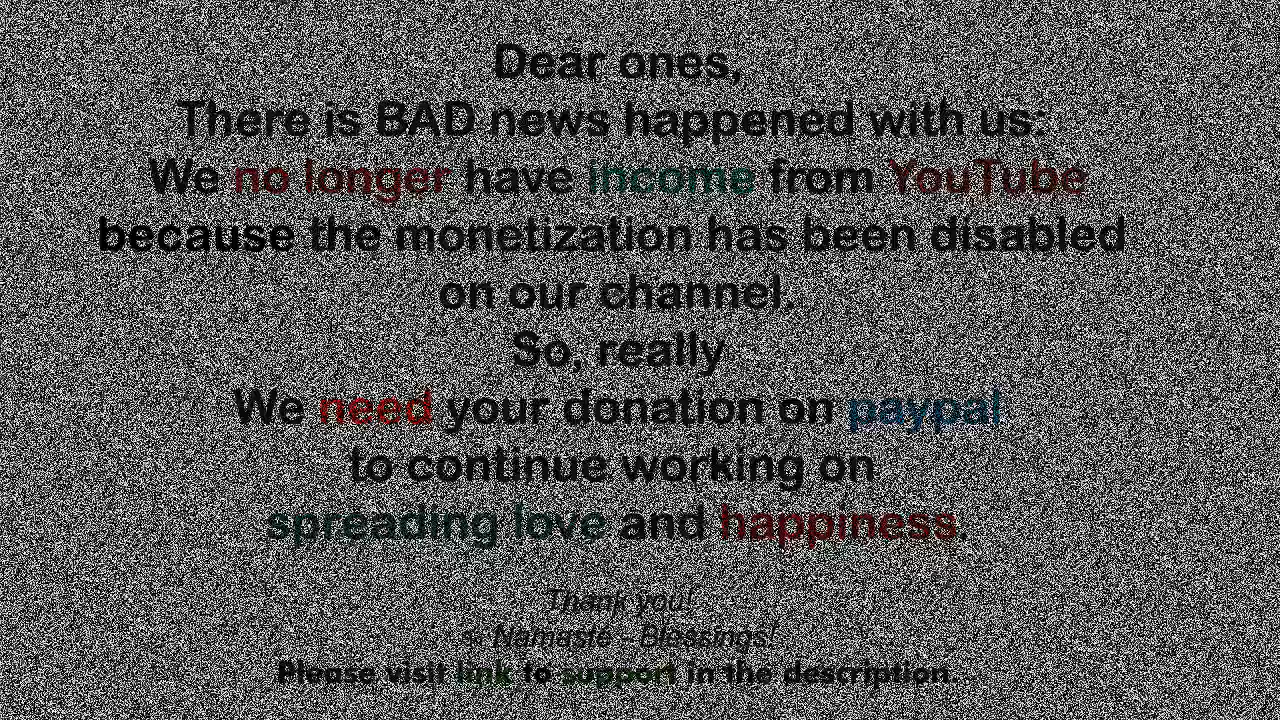 Dear ones,
There is BAD news happened with us:
We no longer have income from YouTube
because the monetization has been disabled
on our channel.
So, really
We need your donation on paypal
to continue working on
spreading love and happiness.
Thank you!
Namaste - Blessings!
Please visit link to support in the description.